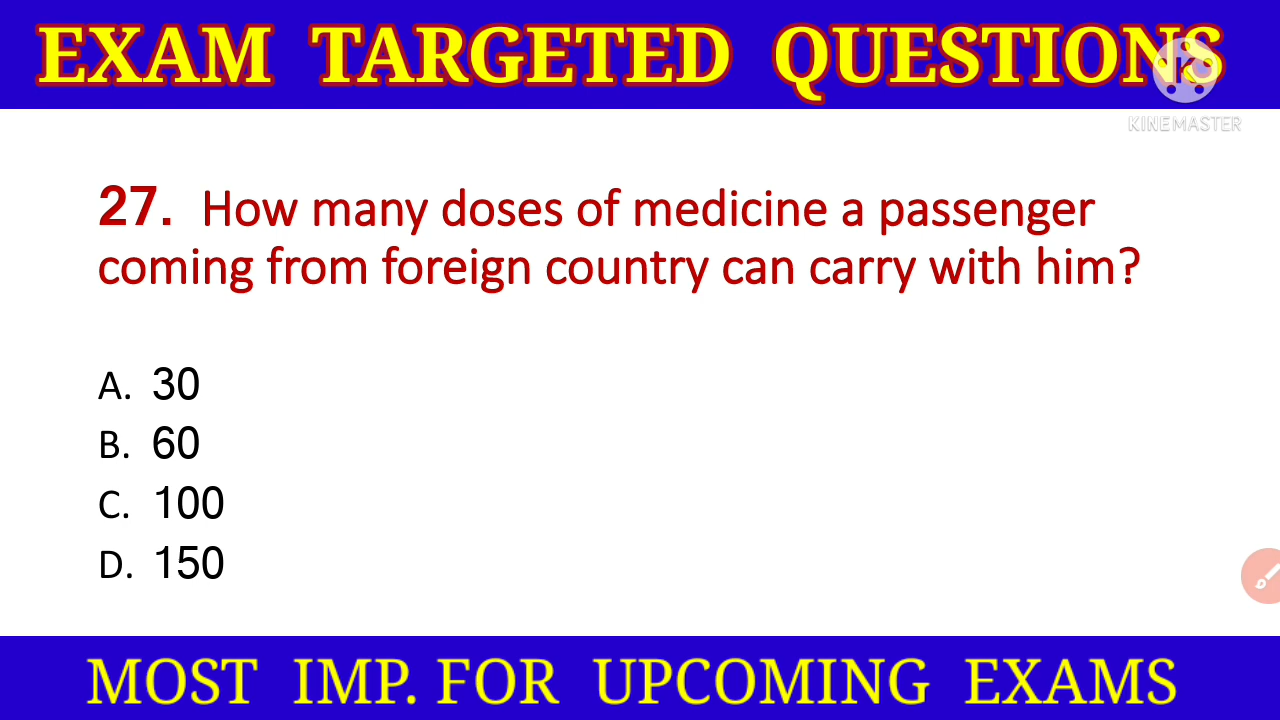 EXAM TARGETED QUESTIONS
KINEMASTER
27. How many doses of medicine a passenger
coming from foreign country can carry with him?
A. 30
B. 60
C. 100
D. 150
MOST IMP. FOR UPCOMING EXAMS